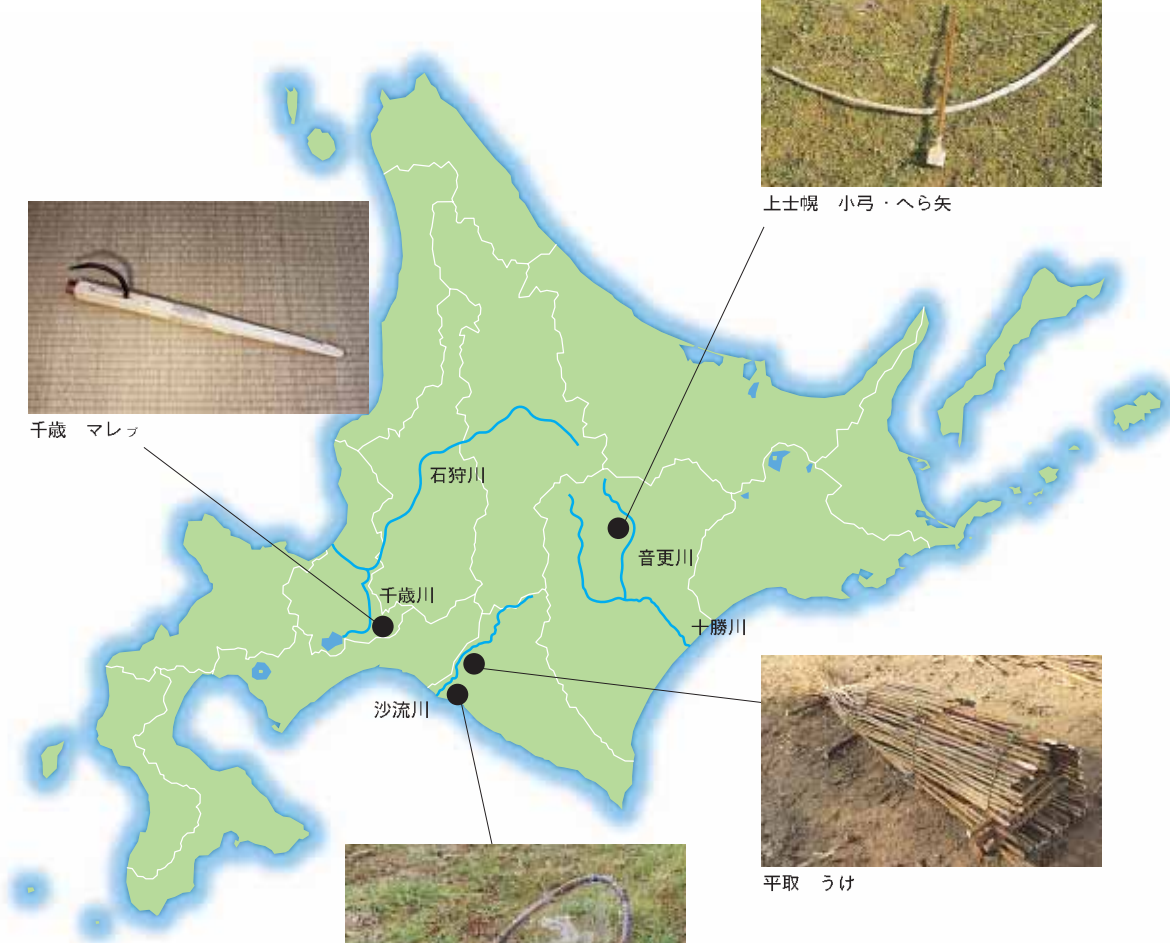 上士幌　小弓・へら矢
千歳　マレㇷ゚
石狩川
音更川
千歳川
十勝川
沙流川
平取　うけ